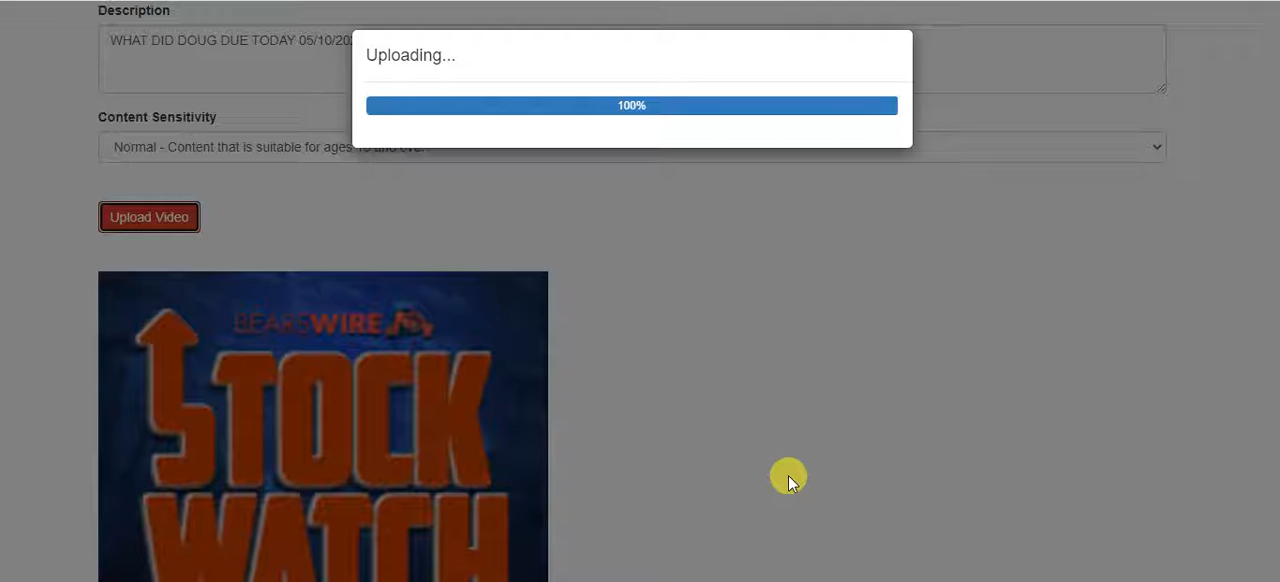 Description
WHAT DID DOUG DUE TODAY 05/10/20
Uploading...
100%
Content Sensitivity
Normal - Content that is suitable for ages
Upload Video
BEARSWIRE
STOCK
WATCH